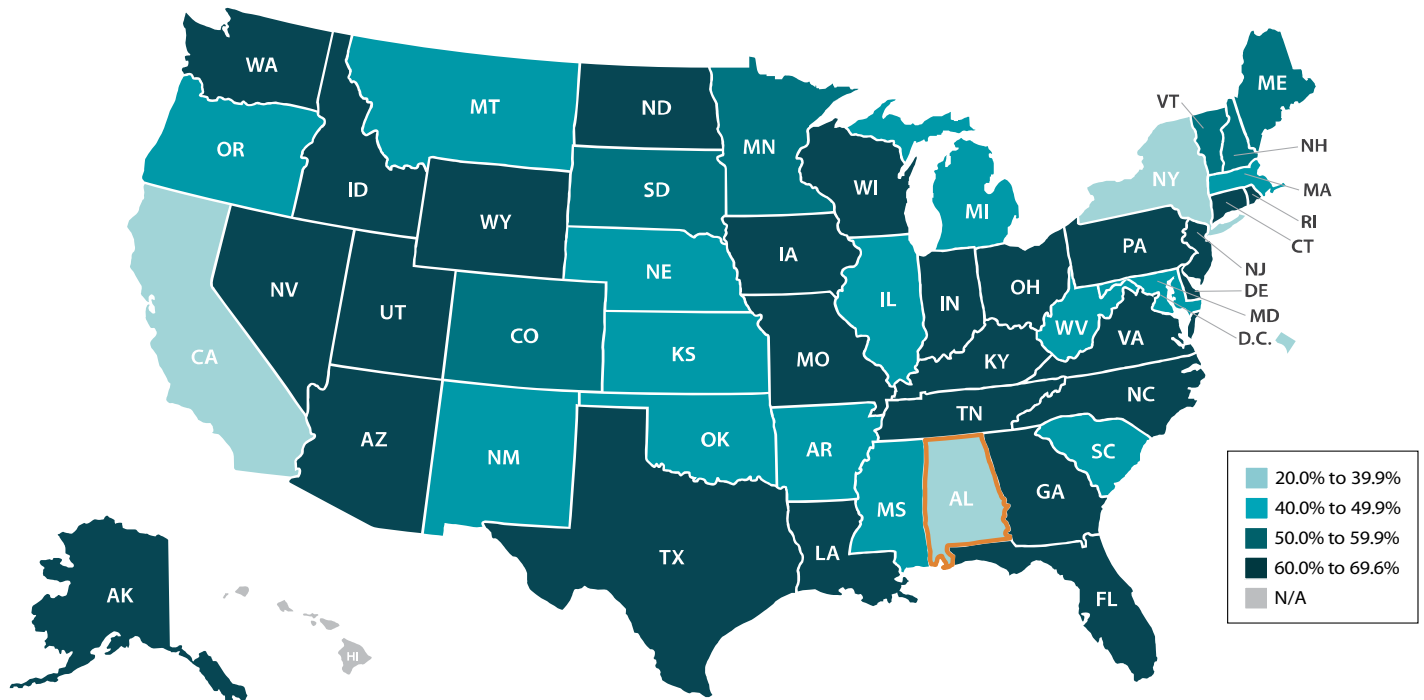 WA
MT
ND
MN
ME
VT
NH
OR
ID
WY
SD
WI
MI
NY
MA
RI
CT
NV
UT
CO
NE
IA
IL
IN
OH
PA
NJ
DE
MD
D.C.
CA
AZ
NM
KS
MO
KY
WV
VA
OK
AR
TN
NC
SC
TX
LA
MS
AL
GA
FL
AK
HI
20.0% to 39.9%
40.0% to 49.9%
50.0% to 59.9%
60.0% to 69.6%
N/A